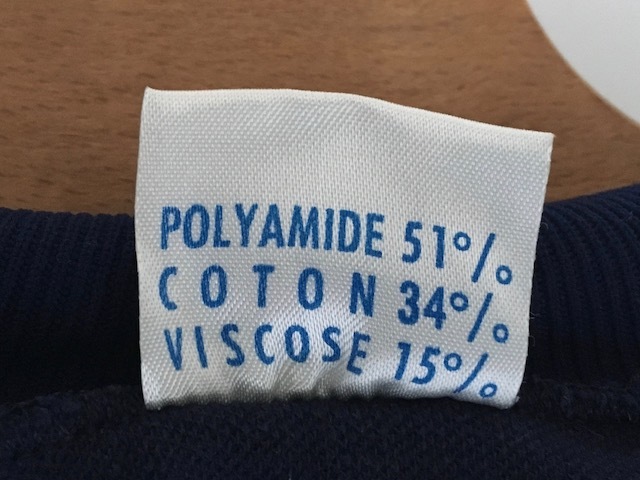 POLYAMIDE 51%
COTON 34%
VISCOSE 15%